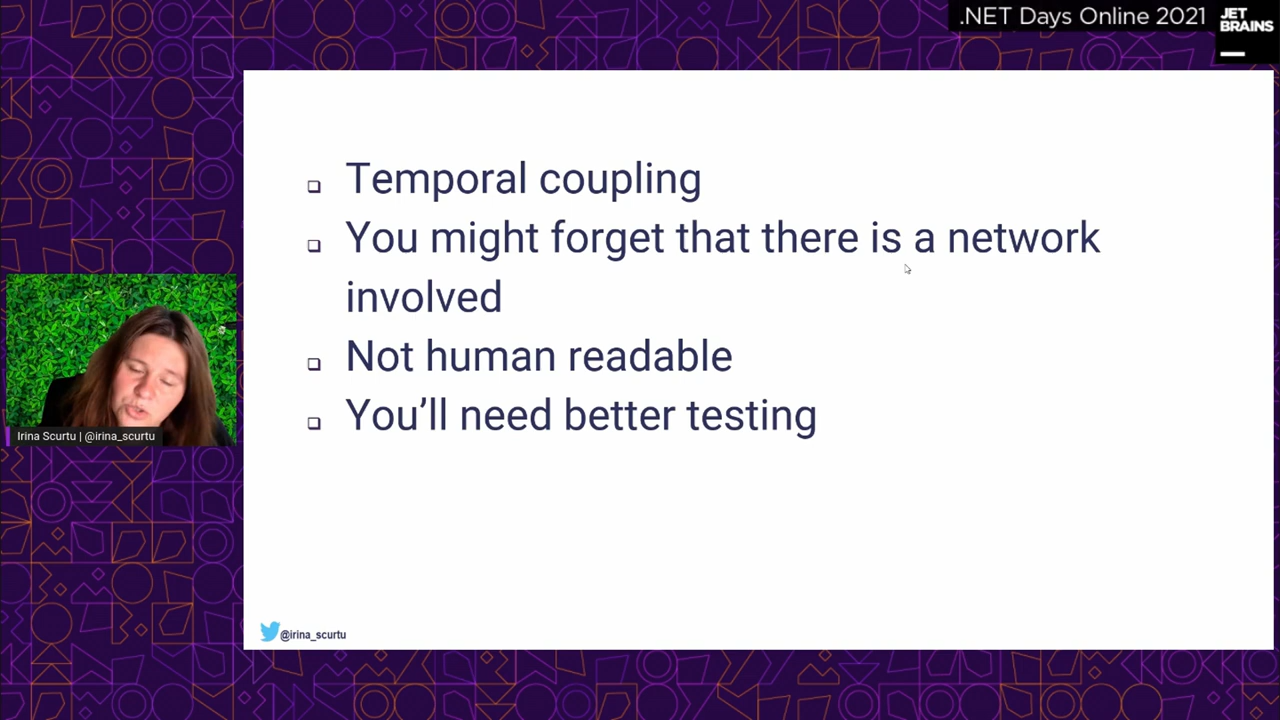 .NET Days Online 2021
JET
BRAINS
Temporal coupling
You might forget that there is a network
involved
Not human readable
You’ll need better testing
Irina Scurtu | @irina_scurtu
@irina_scurtu